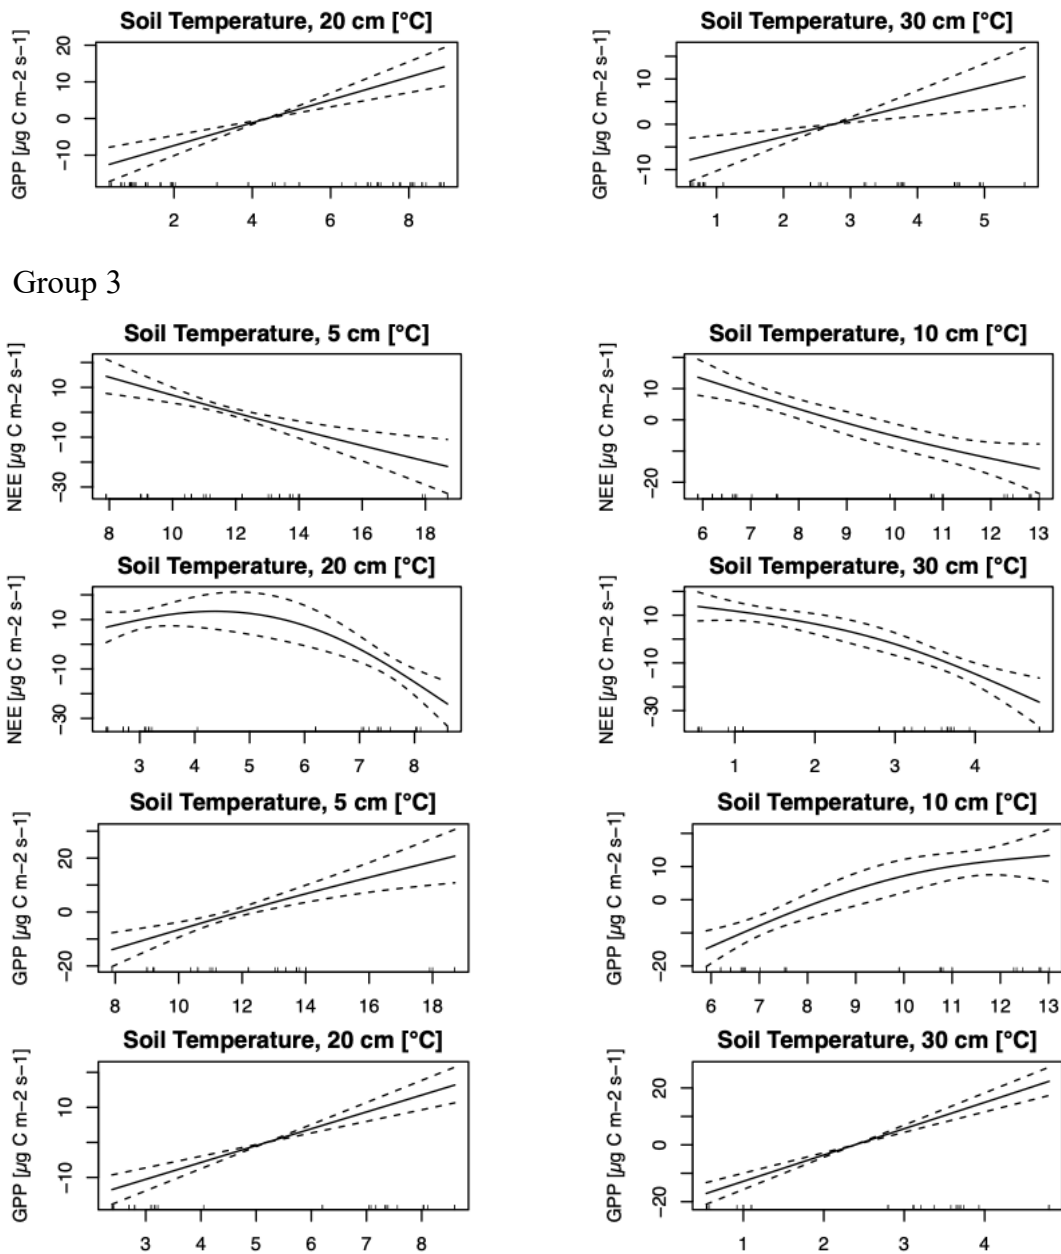 Soil Temperature, 20 cm [°C]
GPP [µg C m−2 s−1]
20
10
0
−10
2 4 6 8
Soil Temperature, 30 cm [°C]
GPP [µg C m−2 s−1]
10
0
−10
1 2 3 4 5
Group 3
Soil Temperature, 5 cm [°C]
NEE [µg C m−2 s−1]
10
−10
−30
8 10 12 14 16 18
Soil Temperature, 10 cm [°C]
NEE [µg C m−2 s−1]
10
0
−20
6 7 8 9 10 11 12 13
Soil Temperature, 20 cm [°C]
NEE [µg C m−2 s−1]
10
−10
−30
3 4 5 6 7 8
Soil Temperature, 30 cm [°C]
NEE [µg C m−2 s−1]
10
−10
−30
1 2 3 4
Soil Temperature, 5 cm [°C]
GPP [µg C m−2 s−1]
20
0
−20
8 10 12 14 16 18
Soil Temperature, 10 cm [°C]
GPP [µg C m−2 s−1]
10
0
−20
6 7 8 9 10 11 12 13
Soil Temperature, 20 cm [°C]
GPP [µg C m−2 s−1]
10
−10
3 4 5 6 7 8
Soil Temperature, 30 cm [°C]
GPP [µg C m−2 s−1]
20
0
−20
1 2 3 4